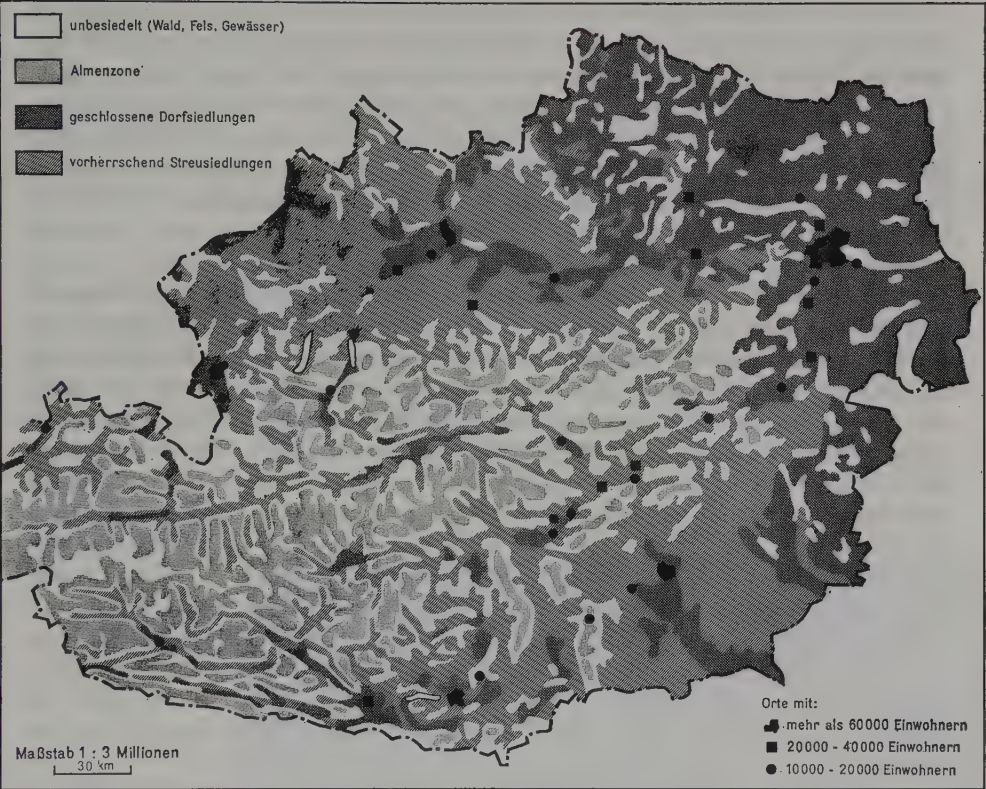 unbesiedelt (Wald, Fels, Gewässer)
Almenzone
geschlossene Dorfsiedlungen
vorherrschend Streusiedlungen
Maßstab 1 : 3 Millionen
30 km
Orte mit:
mehr als 60000 Einwohnern
20000 - 40000 Einwohnern
10000 - 20000 Einwohnern